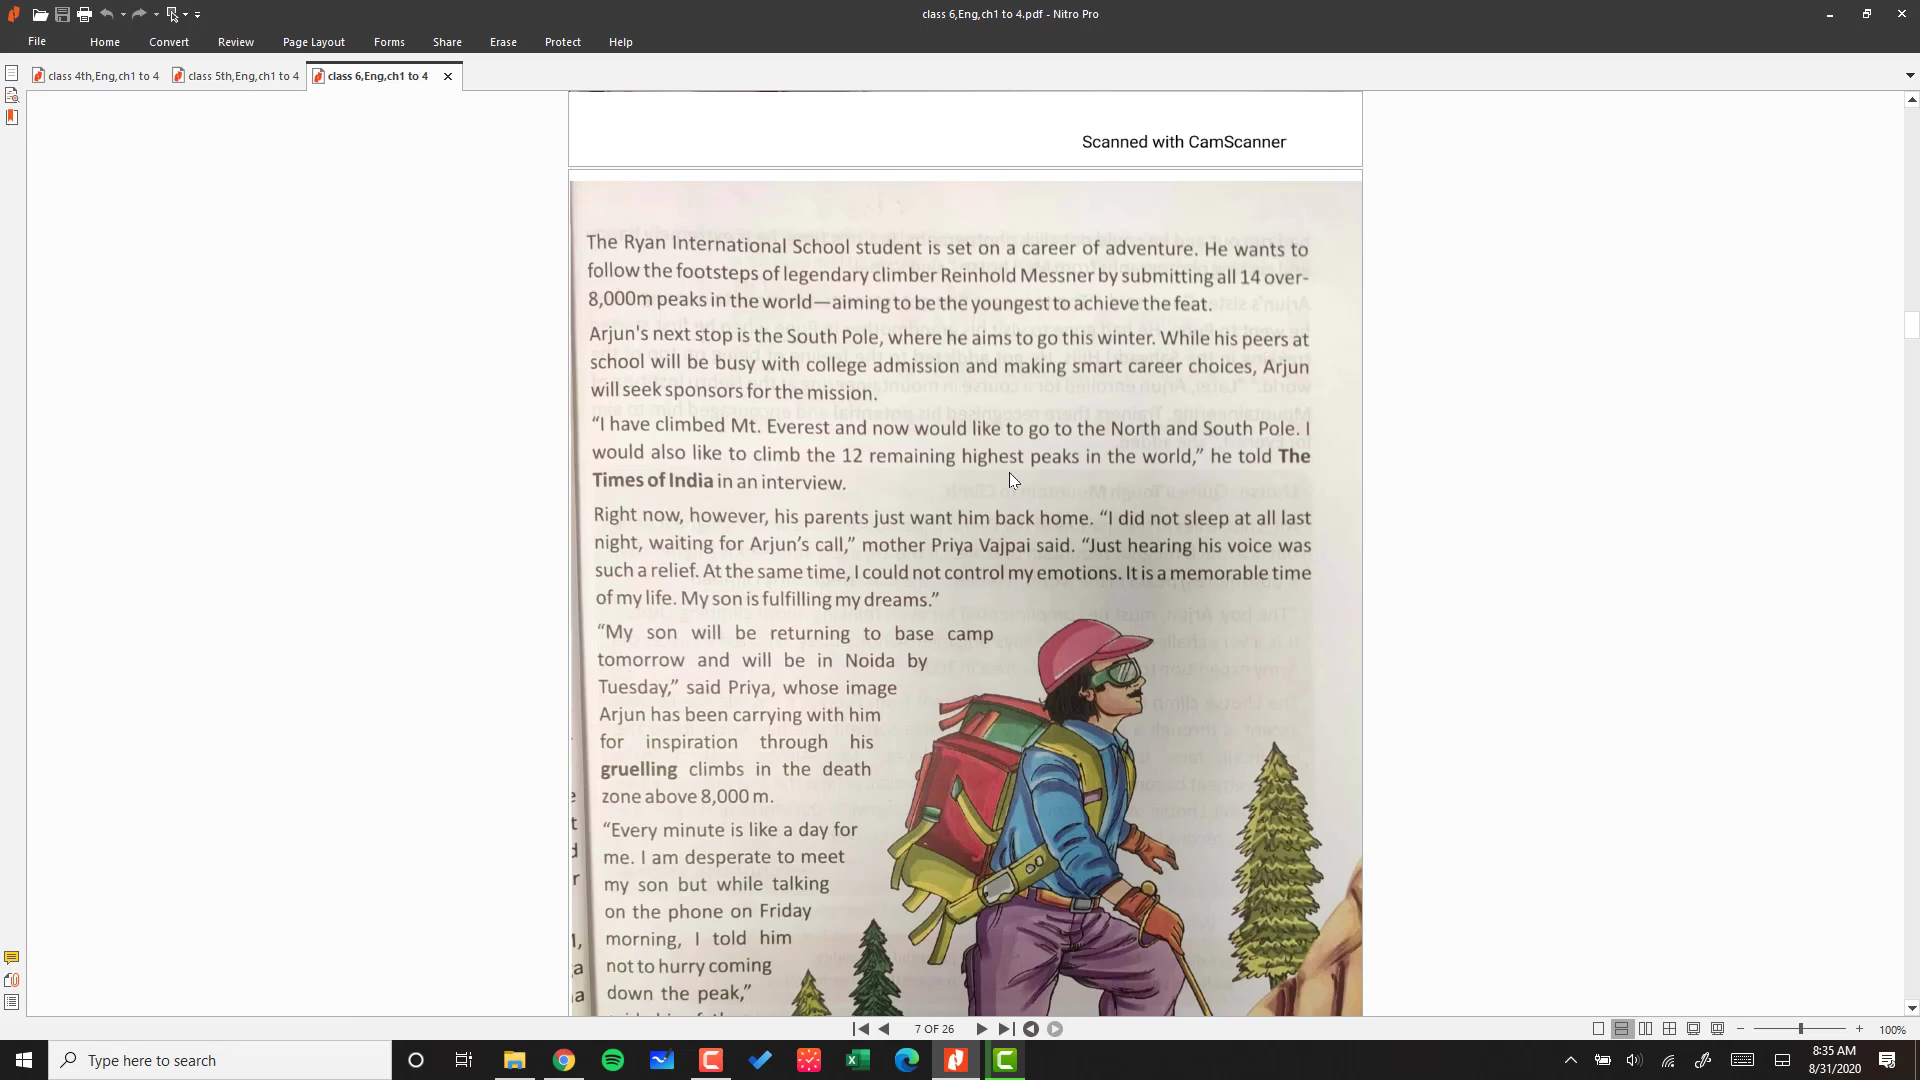 class 6,Eng,ch1 to 4.pdf - Nitro Pro
File Home Convert Review Page Layout Forms Share Erase Protect Help
class 4th,Eng,ch1 to 4 class 5th,Eng,ch1 to 4 class 6,Eng,ch1 to 4
Scanned with CamScanner
The Ryan International School student is set on a career of adventure. He wants to
follow the footsteps of legendary climber Reinhold Messner by submitting all 14 over-
8,000m peaks in the world—aiming to be the youngest to achieve the feat.
Arjun's next stop is the South Pole, where he aims to go this winter. While his peers at
school will be busy with college admission and making smart career choices, Arjun
will seek sponsors for the mission.
“I have climbed Mt. Everest and now would like to go to the North and South Pole. I
would also like to climb the 12 remaining highest peaks in the world,” he told The
Times of India in an interview.
Right now, however, his parents just want him back home. “I did not sleep at all last
night, waiting for Arjun’s call,” mother Priya Vajpai said. “Just hearing his voice was
such a relief. At the same time, I could not control my emotions. It is a memorable time
of my life. My son is fulfilling my dreams.”
“My son will be returning to base camp
tomorrow and will be in Noida by
Tuesday,” said Priya, whose image
Arjun has been carrying with him
for inspiration through his
gruelling climbs in the death
zone above 8,000 m.
“Every minute is like a day for
me. I am desperate to meet
my son but while talking
on the phone on Friday
morning, I told him
not to hurry coming
down the peak,”
7 OF 26
100%
Type here to search
8:35 AM
8/31/2020